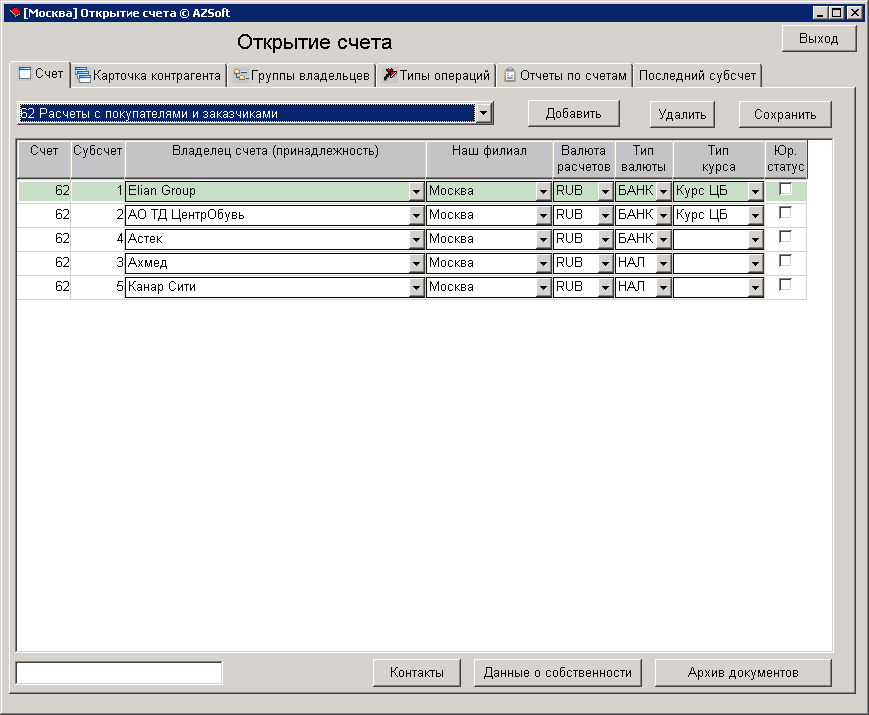 [Москва] Открытие счета © AZSoft
Открытие счета
Выход
Счет Карточка контрагента Группы владельцев Типы операций Отчеты по счетам Последний субсчет
62 Расчеты с покупателями и заказчиками Добавить Удалить Сохранить
Счет Субсчет Владелец счета (принадлежность) Наш филиал Валюта расчетов Тип валюты Тип курса Юр. статус
62 1 Elian Group Москва RUB БАНК Курс ЦБ
62 2 АО ТД ЦентрОбувь Москва RUB БАНК Курс ЦБ
62 4 Астек Москва RUB БАНК
62 3 Ахмед Москва RUB НАЛ
62 5 Канар Сити Москва RUB НАЛ
Контакты Данные о собственности Архив документов